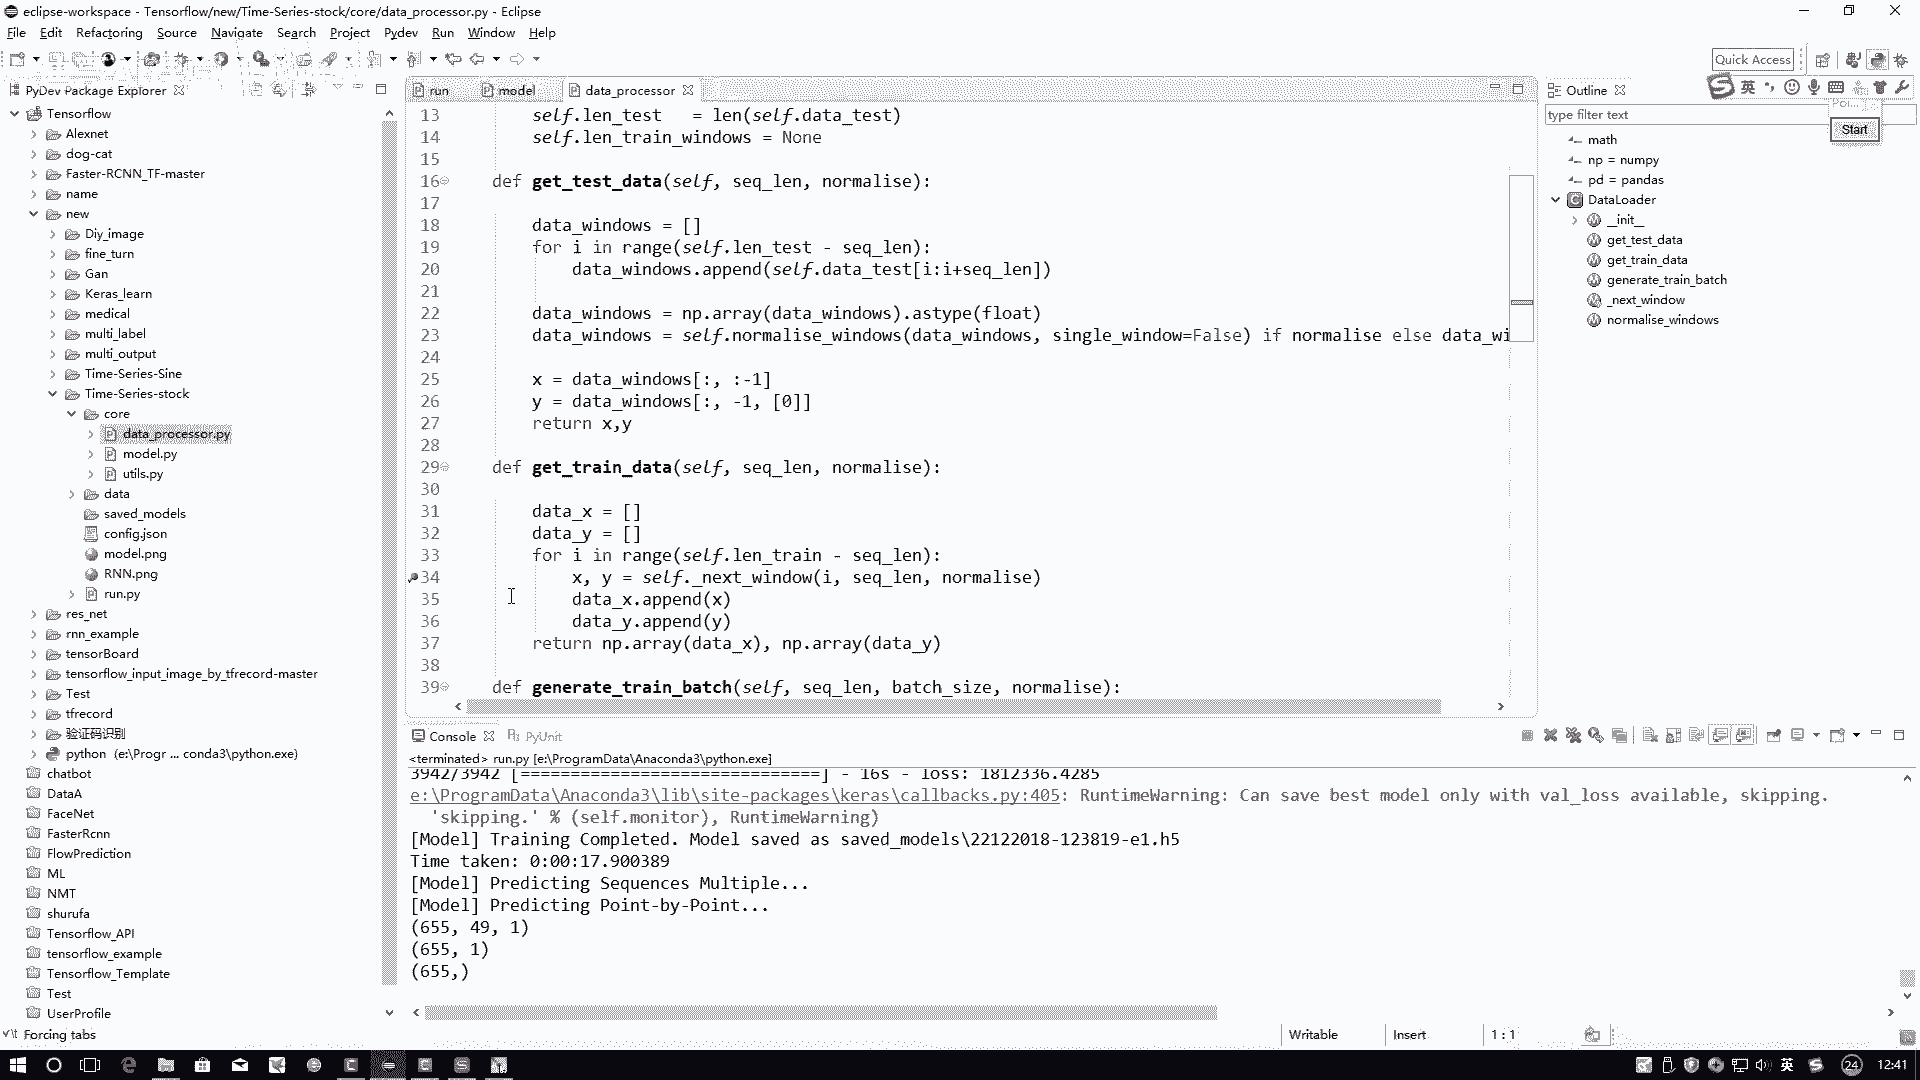 eclipse-workspace - Tensorflow/new/Time-Series-stock/core/data_processor.py - Eclipse
File Edit Refactoring Source Navigate Search Project Pydev Run Window Help
Quick Access
PyDev Package Explorer
Tensorflow
Alexnet
dog-cat
Faster-RCNN_TF-master
name
new
Diy_image
fine_turn
Gan
Keras_learn
medical
multi_label
multi_output
Time-Series-Sine
Time-Series-stock
core
data_processor.py
model.py
utils.py
data
saved_models
config.json
model.png
RNN.png
run.py
res_net
rnn_example
tensorBoard
tensorflow_input_image_by_tfrecord-master
Test
tfrecord
验证码识别
python (e:\Progr ... conda3\python.exe)
chatbot
DataA
FaceNet
FasterRcnn
FlowPrediction
ML
NMT
shurufa
Tensorflow_API
tensorflow_example
Tensorflow_Template
Test
UserProfile
run model data_processor
13 self.len_test = len(self.data_test)
14 self.len_train_windows = None
15
16 def get_test_data(self, seq_len, normalise):
17
18 data_windows = []
19 for i in range(self.len_test - seq_len):
20 data_windows.append(self.data_test[i:i+seq_len])
21
22 data_windows = np.array(data_windows).astype(float)
23 data_windows = self.normalise_windows(data_windows, single_window=False) if normalise else data_wi
24
25 x = data_windows[:, :-1]
26 y = data_windows[:, -1, [0]]
27 return x,y
28
29 def get_train_data(self, seq_len, normalise):
30
31 data_x = []
32 data_y = []
33 for i in range(self.len_train - seq_len):
34 x, y = self._next_window(i, seq_len, normalise)
35 data_x.append(x)
36 data_y.append(y)
37 return np.array(data_x), np.array(data_y)
38
39 def generate_train_batch(self, seq_len, batch_size, normalise):
Outline
英
type filter text
Start
math
np = numpy
pd = pandas
DataLoader
__init__
get_test_data
get_train_data
generate_train_batch
_next_window
normalise_windows
Console PyUnit
<terminated> run.py [e:\ProgramData\Anaconda3\python.exe]
3942/3942 [==============================] - 16s - loss: 1812336.4285
e:\ProgramData\Anaconda3\lib\site-packages\keras\callbacks.py:405: RuntimeWarning: Can save best model only with val_loss available, skipping.
'skipping.' % (self.monitor), RuntimeWarning)
[Model] Training Completed. Model saved as saved_models\22122018-123819-e1.h5
Time taken: 0:00:17.900389
[Model] Predicting Sequences Multiple...
[Model] Predicting Point-by-Point...
(655, 49, 1)
(655, 1)
(655,)
Forcing tabs
Writable Insert 1 : 1
英 24 12:41